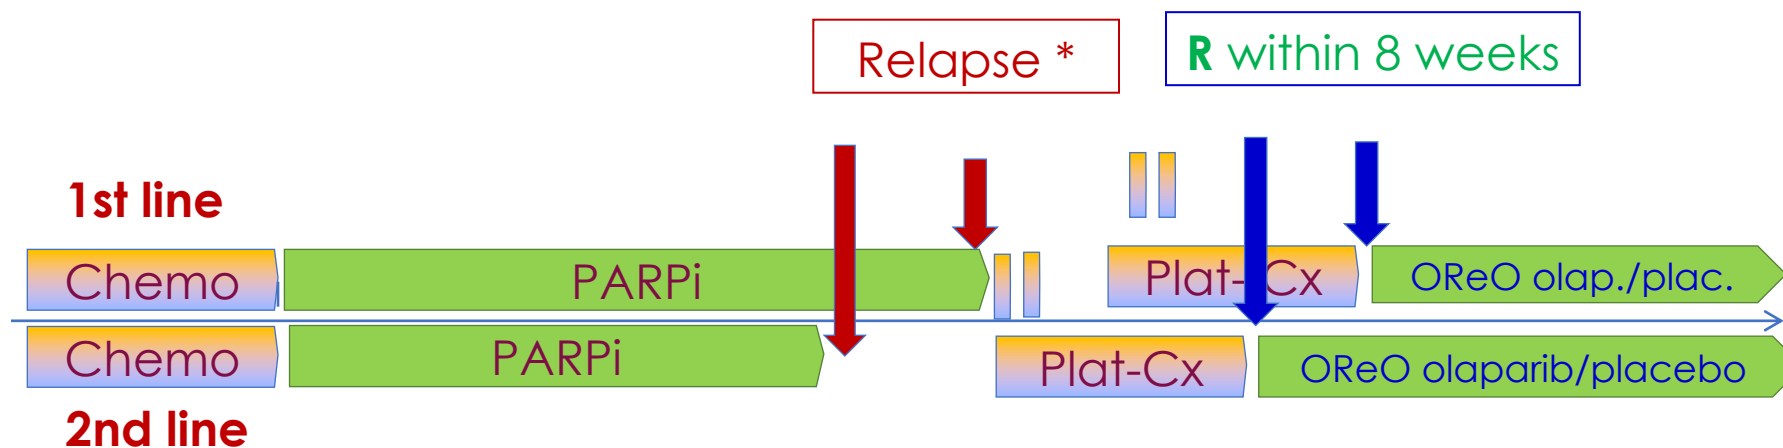 Relapse *
R within 8 weeks
1st line
Chemo
PARPi
Plat-Cx
OReO olap./plac.
Chemo
PARPi
Plat-Cx
OReO olaparib/placebo
2nd line